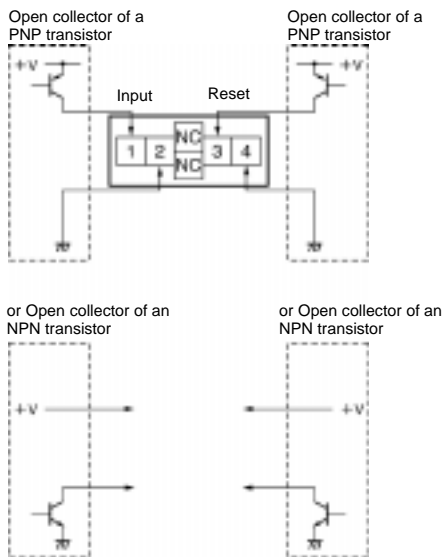 Open collector of a
PNP transistor
Open collector of a
PNP transistor
+V
+V
Input
Reset
1 2 NC NC 3 4
or Open collector of an
NPN transistor
or Open collector of an
NPN transistor
+V
+V